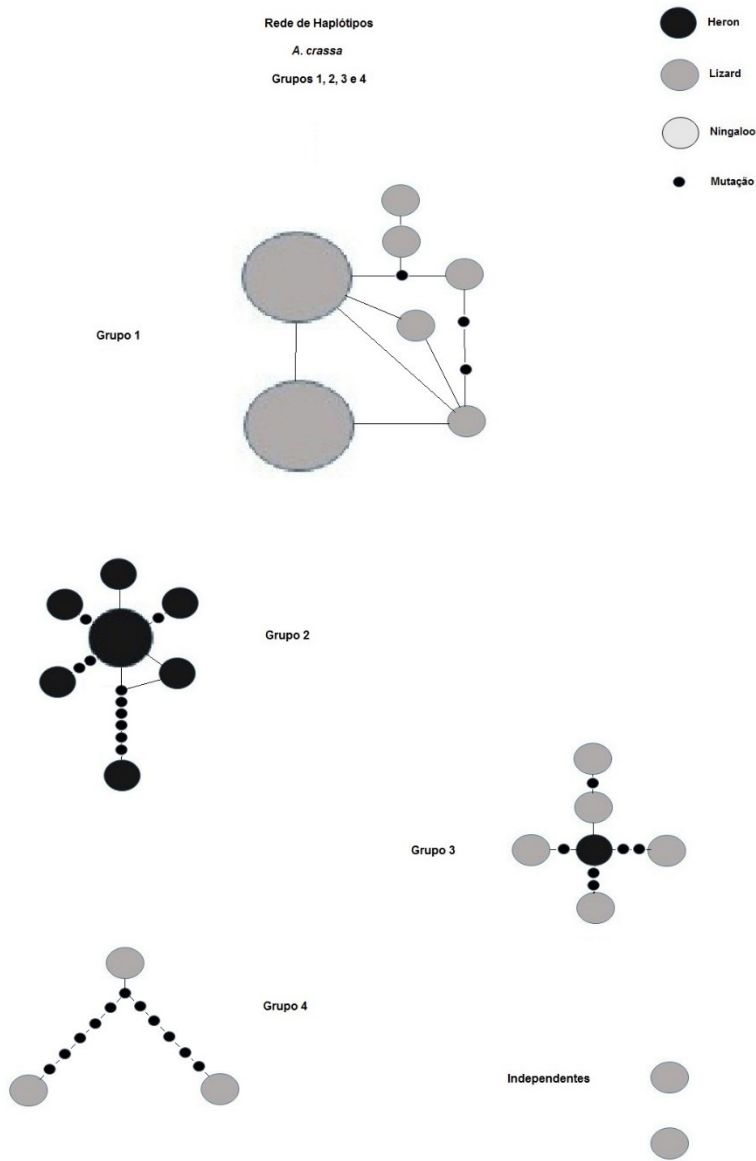 Rede de Haplótipos
A. crassa
Grupos 1, 2, 3 e 4
Heron
Lizard
Ningaloo
Mutação
Grupo 1
Grupo 2
Grupo 3
Grupo 4
Independentes